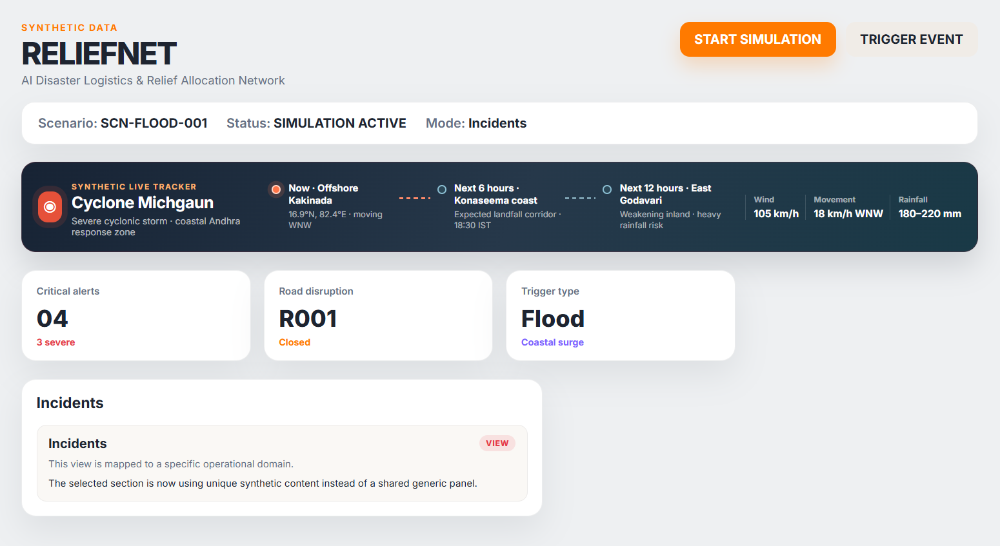 SYNTHETIC DATA
RELIEFNET
AI Disaster Logistics & Relief Allocation Network
START SIMULATION
TRIGGER EVENT
Scenario: SCN-FLOOD-001 Status: SIMULATION ACTIVE Mode: Incidents
SYNTHETIC LIVE TRACKER
Cyclone Michgaun
Severe cyclonic storm · coastal Andhra
response zone
Now · Offshore
Kakinada
16.9°N, 82.4°E · moving
WNW
Next 6 hours ·
Konaseema coast
Expected landfall corridor ·
18:30 IST
Next 12 hours · East
Godavari
Weakening inland · heavy
rainfall risk
Wind
105 km/h
Movement
18 km/h WNW
Rainfall
180–220 mm
Critical alerts
04
3 severe
Road disruption
R001
Closed
Trigger type
Flood
Coastal surge
Incidents
Incidents
VIEW
This view is mapped to a specific operational domain.
The selected section is now using unique synthetic content instead of a shared generic panel.